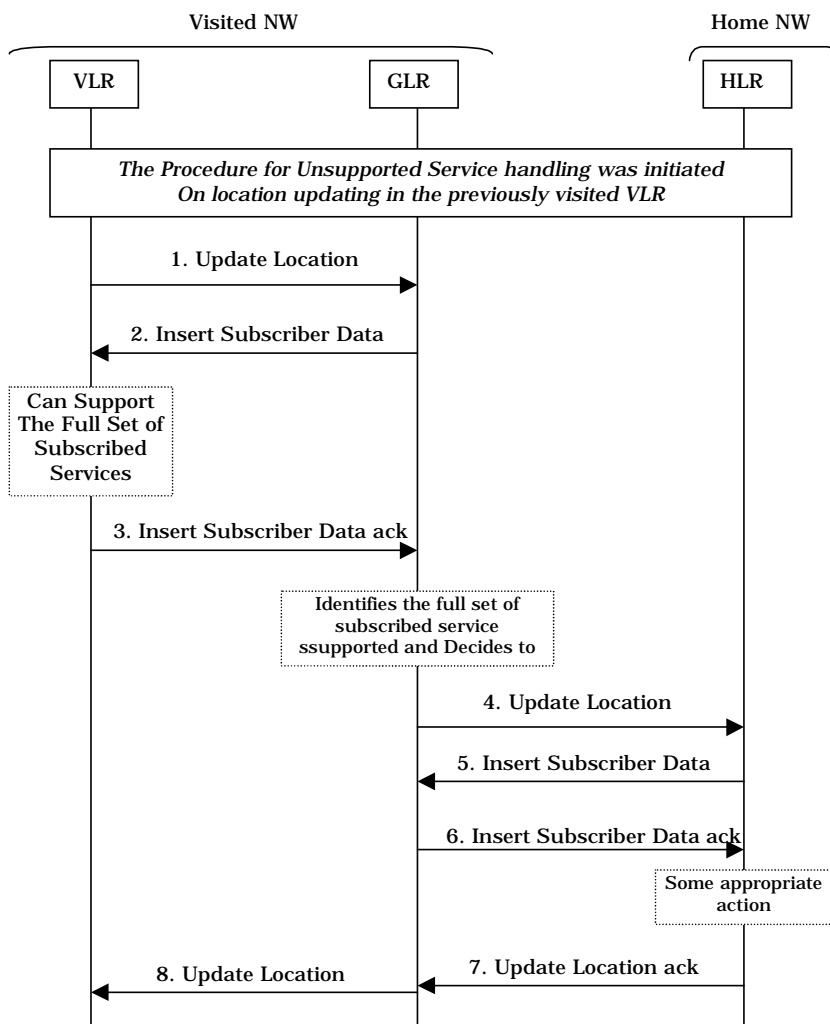 Visited NW
Home NW
VLR
GLR
HLR
The Procedure for Unsupported Service handling was initiated
On location updating in the previously visited VLR
1. Update Location
2. Insert Subscriber Data
Can Support
The Full Set of
Subscribed
Services
3. Insert Subscriber Data ack
Identifies the full set of
subscribed service
ssupported and Decides to
4. Update Location
5. Insert Subscriber Data
6. Insert Subscriber Data ack
Some appropriate
action
7. Update Location ack
8. Update Location